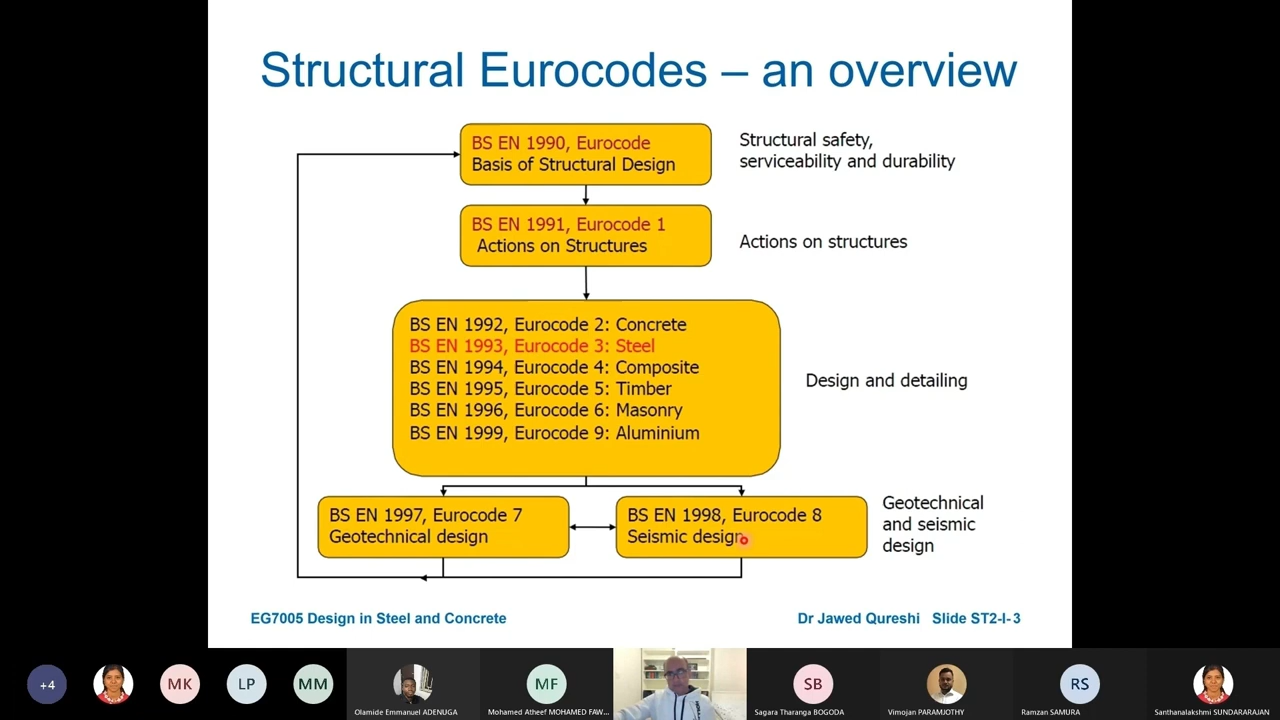 Structural Eurocodes – an overview
BS EN 1990, Eurocode
Basis of Structural Design
Structural safety,
serviceability and durability
BS EN 1991, Eurocode 1
Actions on Structures
Actions on structures
BS EN 1992, Eurocode 2: Concrete
BS EN 1993, Eurocode 3: Steel
BS EN 1994, Eurocode 4: Composite
BS EN 1995, Eurocode 5: Timber
BS EN 1996, Eurocode 6: Masonry
BS EN 1999, Eurocode 9: Aluminium
Design and detailing
BS EN 1997, Eurocode 7
Geotechnical design
BS EN 1998, Eurocode 8
Seismic design
Geotechnical
and seismic
design
EG7005 Design in Steel and Concrete
Dr Jawed Qureshi Slide ST2-I-3
+4
MK
LP
MM
Olamide Emmanuel ADENUGA
MF
Mohamed Atheef MOHAMED FAW...
SB
Sagara Tharanga BOGODA
Vimojan PARAMJOTHY
RS
Ramzan SAMURA
Santhanalakshmi SUNDARARAJAN